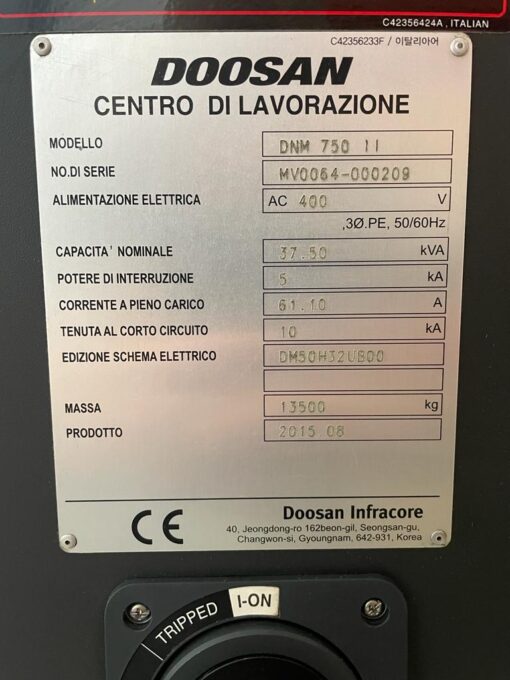 C42356424A , ITALIAN
C42356233F / 이탈리아어
DOOSAN
CENTRO DI LAVORAZIONE
MODELLO DNM 750 II
NO.DI SERIE MV0064-000209
ALIMENTAZIONE ELETTRICA AC 400 V
,3Ø.PE, 50/60Hz
CAPACITA' NOMINALE 37.50 kVA
POTERE DI INTERRUZIONE 5 kA
CORRENTE A PIENO CARICO 61.10 A
TENUTA AL CORTO CIRCUITO 10 kA
EDIZIONE SCHEMA ELETTRICO DM50H32UB00
MASSA 13500 kg
PRODOTTO 2015.08
CE
Doosan Infracore
40, Jeongdong-ro 162beon-gil, Seongsan-gu,
Changwon-si, Gyoungnam, 642-931, Korea
TRIPPED I-ON